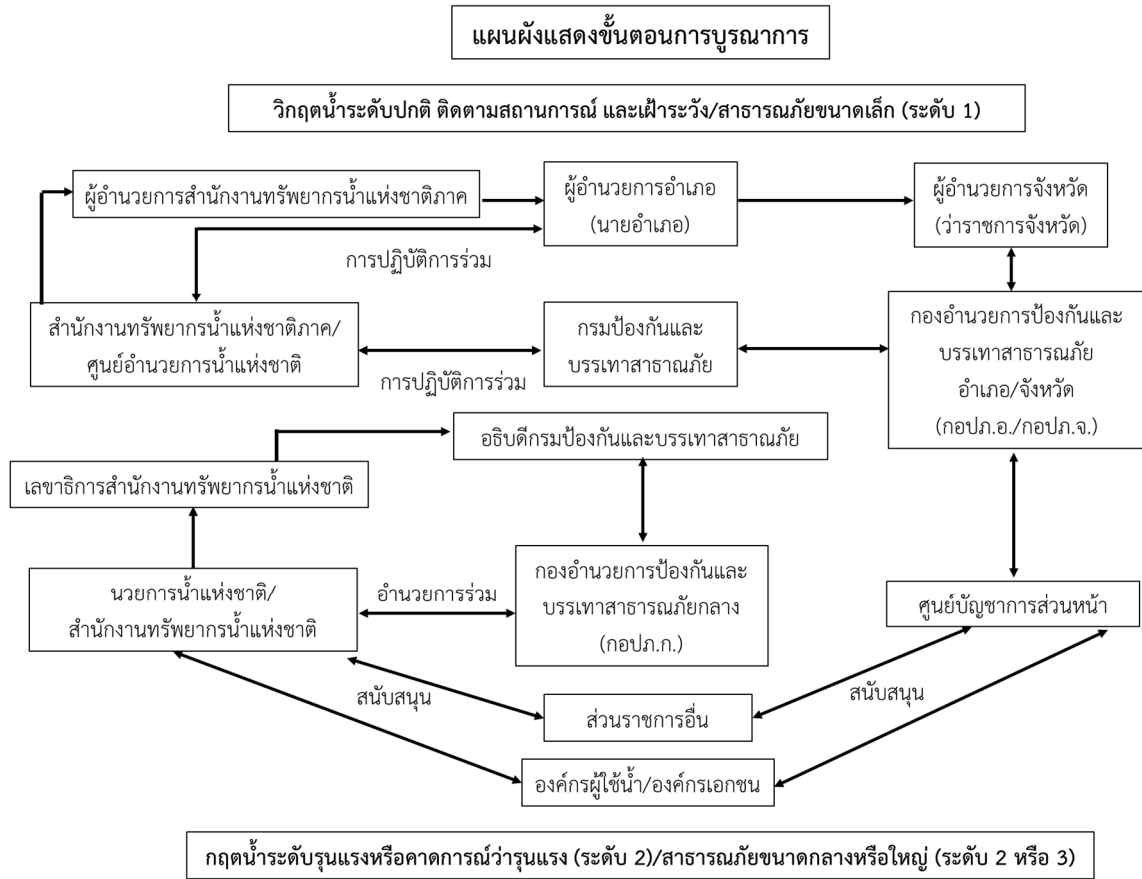 แผนผังแสดงขั้นตอนการบูรณาการ
วิกฤตน้ำระดับปกติ ติดตามสถานการณ์ และเฝ้าระวัง/สาธารณภัยขนาดเล็ก (ระดับ 1)
ผู้อำนวยการสำนักงานทรัพยากรน้ำแห่งชาติภาค
ผู้อำนวยการอำเภอ
(นายอำเภอ)
ผู้อำนวยการจังหวัด
(ว่าราชการจังหวัด)
การปฏิบัติการร่วม
สำนักงานทรัพยากรน้ำแห่งชาติภาค/
ศูนย์อำนวยการน้ำแห่งชาติ
การปฏิบัติการร่วม
กรมป้องกันและ
บรรเทาสาธาณภัย
กองอำนวยการป้องกันและ
บรรเทาสาธารณภัย
อำเภอ/จังหวัด
(กอปภ.อ./กอปภ.จ.)
อธิบดีกรมป้องกันและบรรเทาสาธาณภัย
เลขาธิการสำนักงานทรัพยากรน้ำแห่งชาติ
นวยการน้ำแห่งชาติ/
สำนักงานทรัพยากรน้ำแห่งชาติ
อำนวยการร่วม
กองอำนวยการป้องกันและ
บรรเทาสาธารณภัยกลาง
(กอปภ.ก.)
ศูนย์บัญชาการส่วนหน้า
สนับสนุน
ส่วนราชการอื่น
สนับสนุน
องค์กรผู้ใช้น้ำ/องค์กรเอกชน
กฤตน้ำระดับรุนแรงหรือคาดการณ์ว่ารุนแรง (ระดับ 2)/สาธารณภัยขนาดกลางหรือใหญ่ (ระดับ 2 หรือ 3)